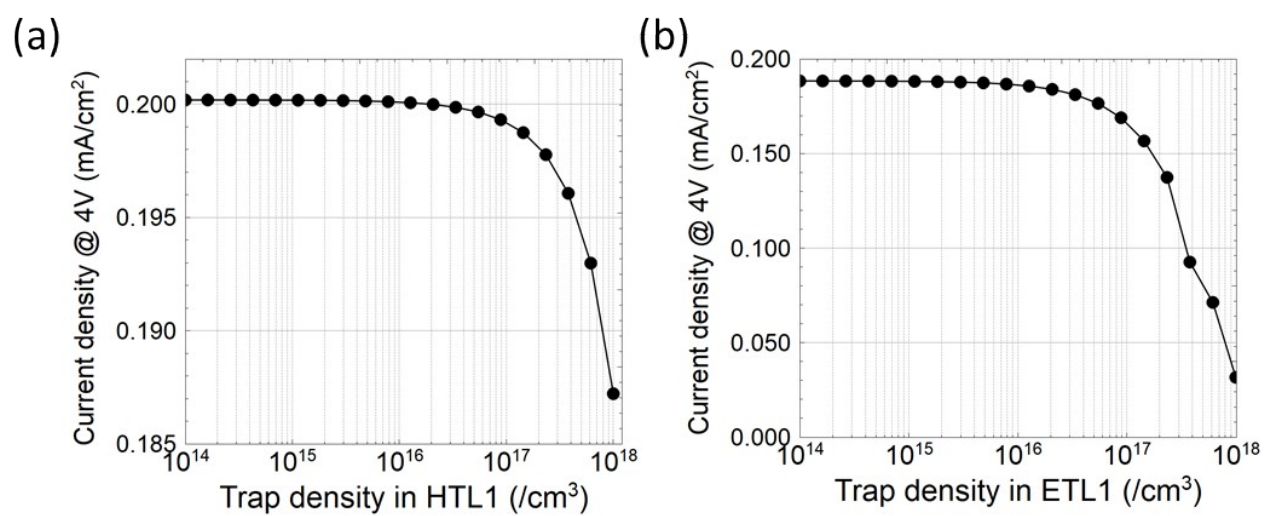 (a)
Current density @ 4V (mA/cm²)
0.200
0.195
0.190
0.185
10¹⁴ 10¹⁵ 10¹⁶ 10¹⁷ 10¹⁸
Trap density in HTL1 (/cm³)
(b)
Current density @ 4V (mA/cm²)
0.200
0.150
0.100
0.050
0.000
10¹⁴ 10¹⁵ 10¹⁶ 10¹⁷ 10¹⁸
Trap density in ETL1 (/cm³)